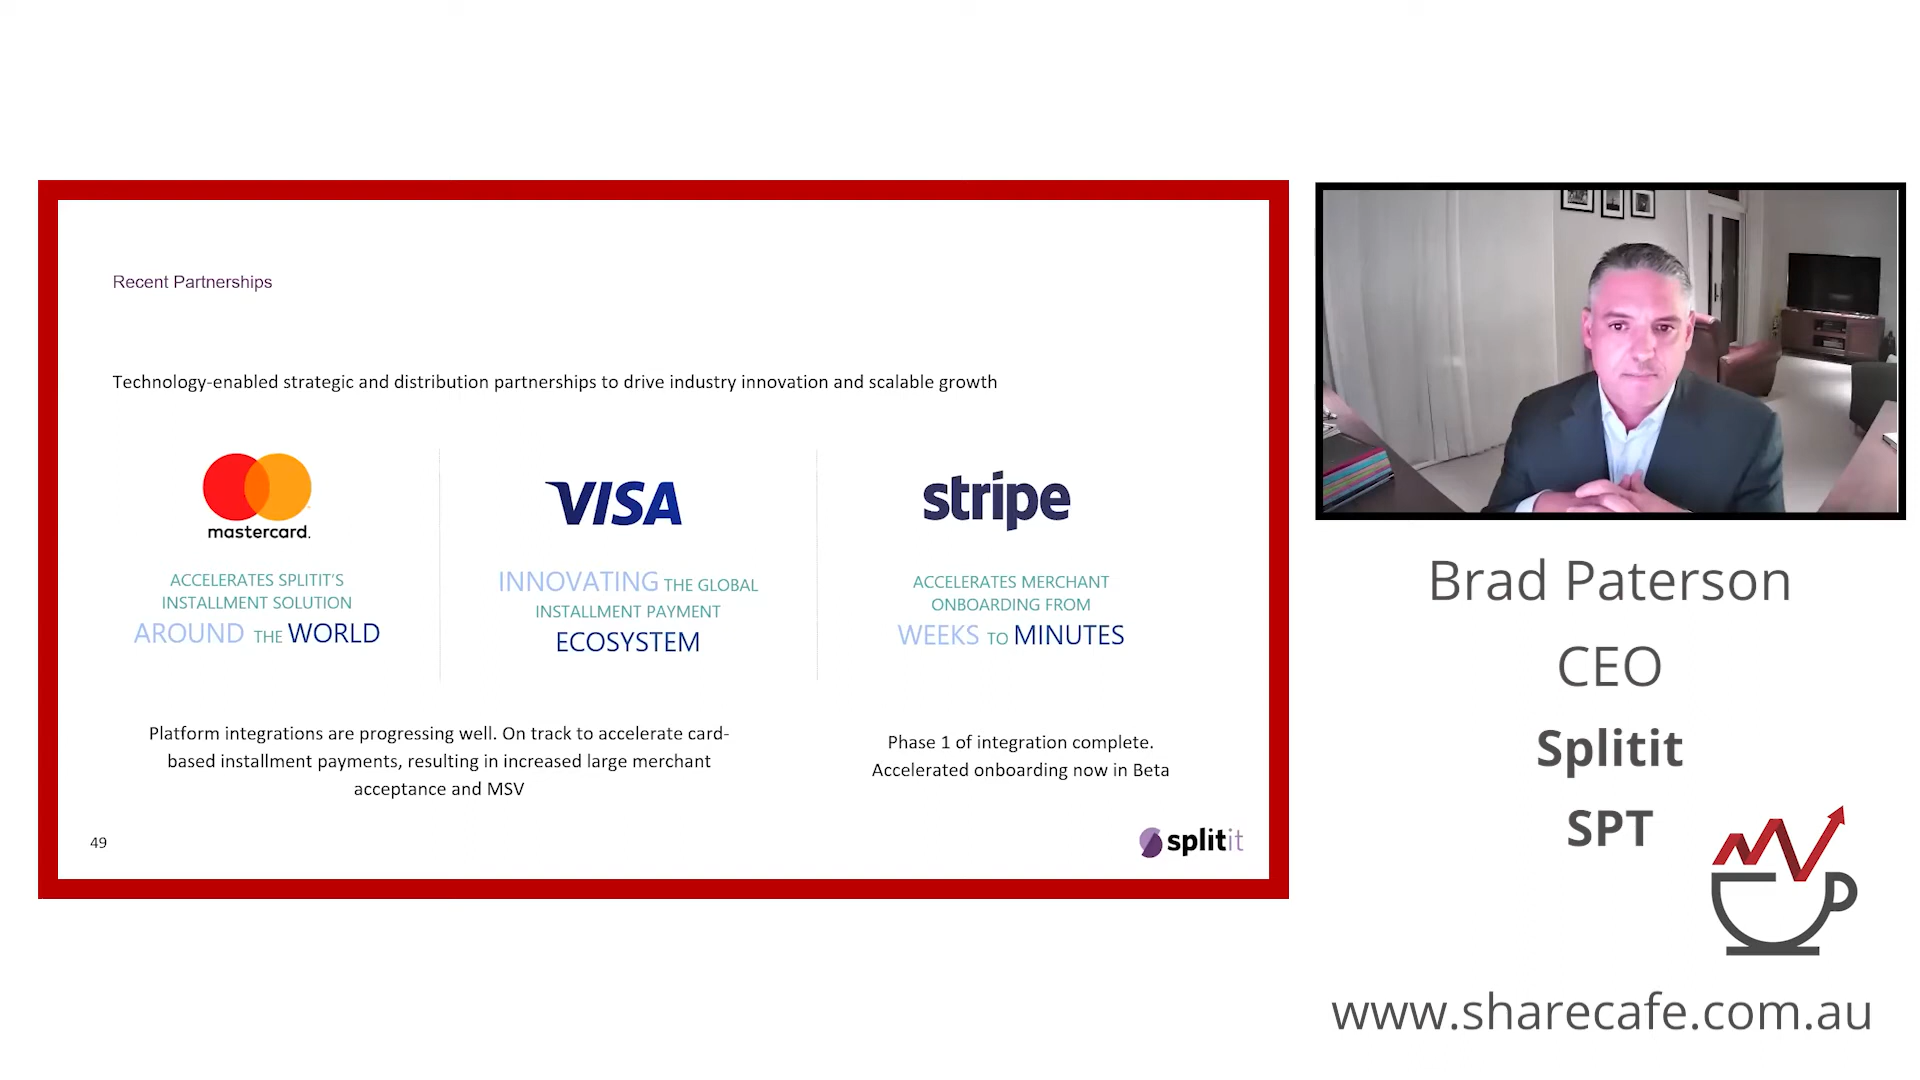 Recent Partnerships
Technology-enabled strategic and distribution partnerships to drive industry innovation and scalable growth
mastercard.
ACCELERATES SPLITIT'S
INSTALLMENT SOLUTION
AROUND THE WORLD
VISA
INNOVATING THE GLOBAL
INSTALLMENT PAYMENT
ECOSYSTEM
stripe
ACCELERATES MERCHANT
ONBOARDING FROM
WEEKS TO MINUTES
Platform integrations are progressing well. On track to accelerate card-
based installment payments, resulting in increased large merchant
acceptance and MSV
Phase 1 of integration complete.
Accelerated onboarding now in Beta
49
splitit
Brad Paterson
CEO
Splitit
SPT
www.sharecafe.com.au